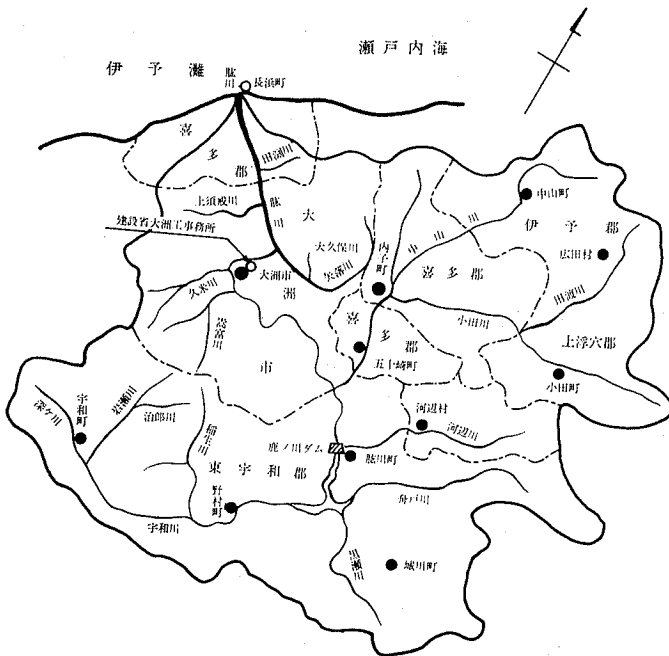 瀬戸内海
伊予灘
肱川
長浜町
喜多郡
田渕川
上須戒川
肱川
大洲市
建設省大洲工事務所
大洲市
久米川
嵩富川
大久保川
矢落川
内子町
中山川
中山町
伊予郡
広田村
喜多郡
田渡川
小田川
上浮穴郡
小田町
喜多郡
五十崎町
河辺村
河辺川
鹿ノ川ダム
肱川町
舟戸川
東宇和郡
稲生川
野村町
宇和町
深ケ川
岩瀬川
治郎川
宇和川
黒瀬川
城川町